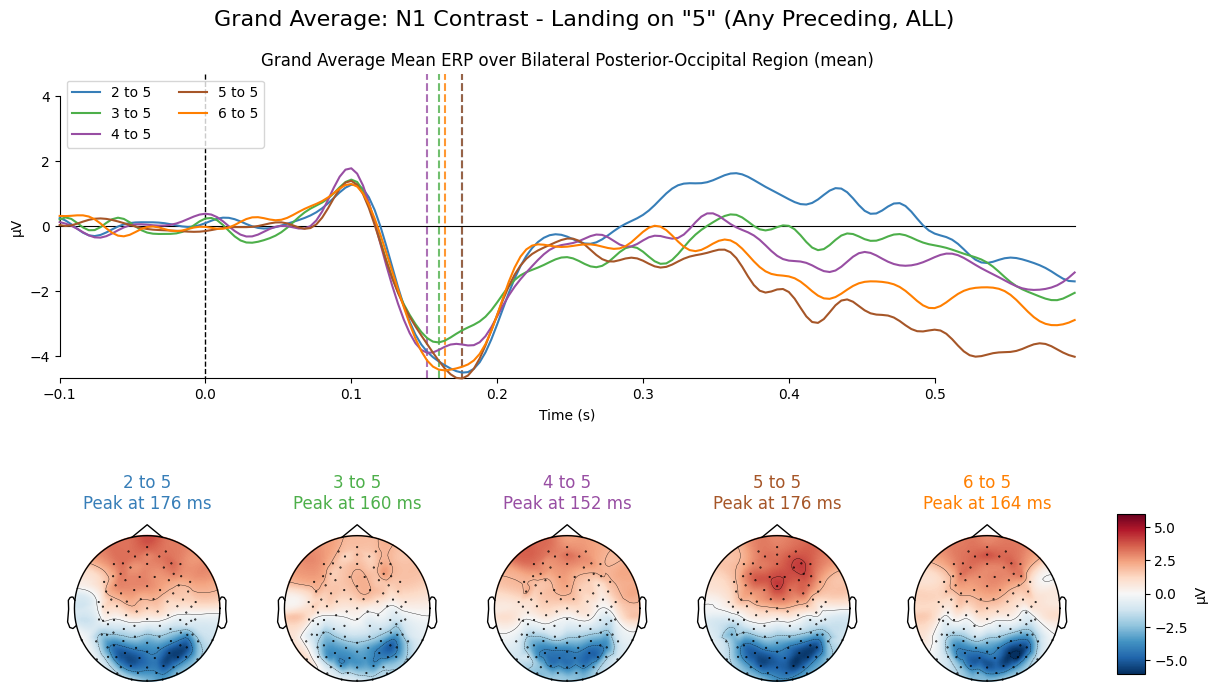 Grand Average: N1 Contrast - Landing on "5" (Any Preceding, ALL)
Grand Average Mean ERP over Bilateral Posterior-Occipital Region (mean)
2 to 5
3 to 5
4 to 5
5 to 5
6 to 5
4
2
0
−2
−4
µV
−0.1
0.0
0.1
0.2
0.3
0.4
0.5
Time (s)
2 to 5
Peak at 176 ms
3 to 5
Peak at 160 ms
4 to 5
Peak at 152 ms
5 to 5
Peak at 176 ms
6 to 5
Peak at 164 ms
5.0
2.5
0.0
−2.5
−5.0
µV